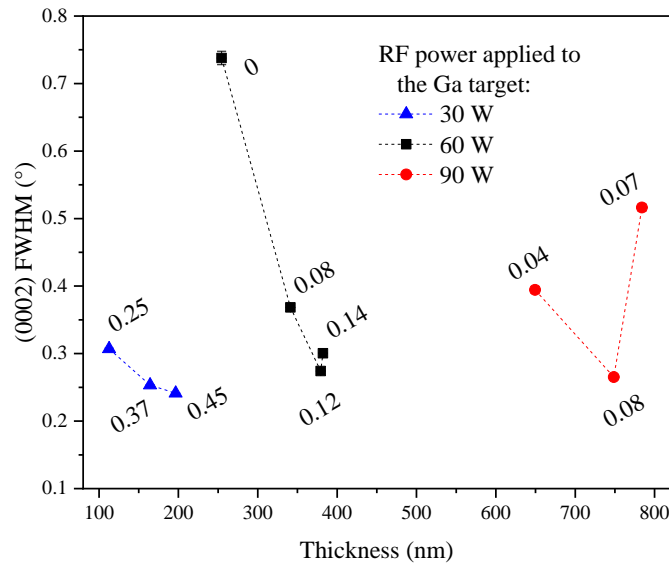 0.8
0.7
0.6
0.5
0.4
0.3
0.2
0.1
(0002) FWHM (°)
RF power applied to
the Ga target:
30 W
60 W
90 W
0
0.08
0.14
0.12
0.25
0.37
0.45
0.04
0.07
0.08
100 200 300 400 500 600 700 800
Thickness (nm)